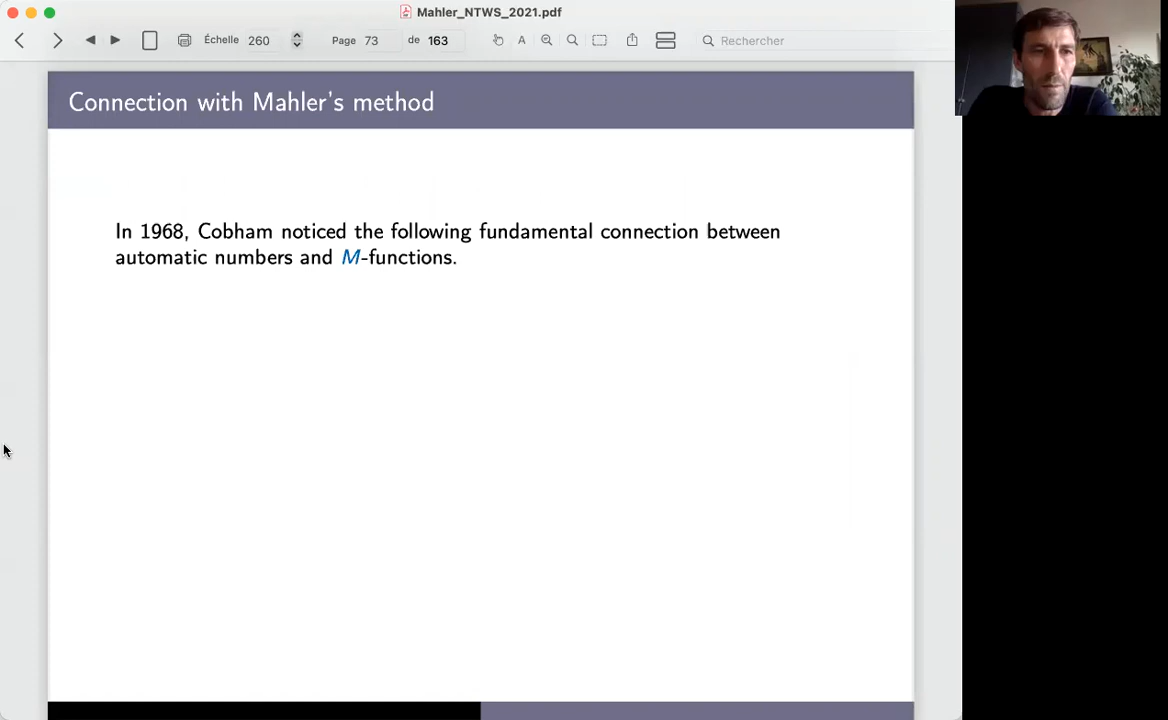 Mahler_NTWS_2021.pdf
Échelle 260 Page 73 de 163 A Rechercher
Connection with Mahler's method
In 1968, Cobham noticed the following fundamental connection between
automatic numbers and M-functions.